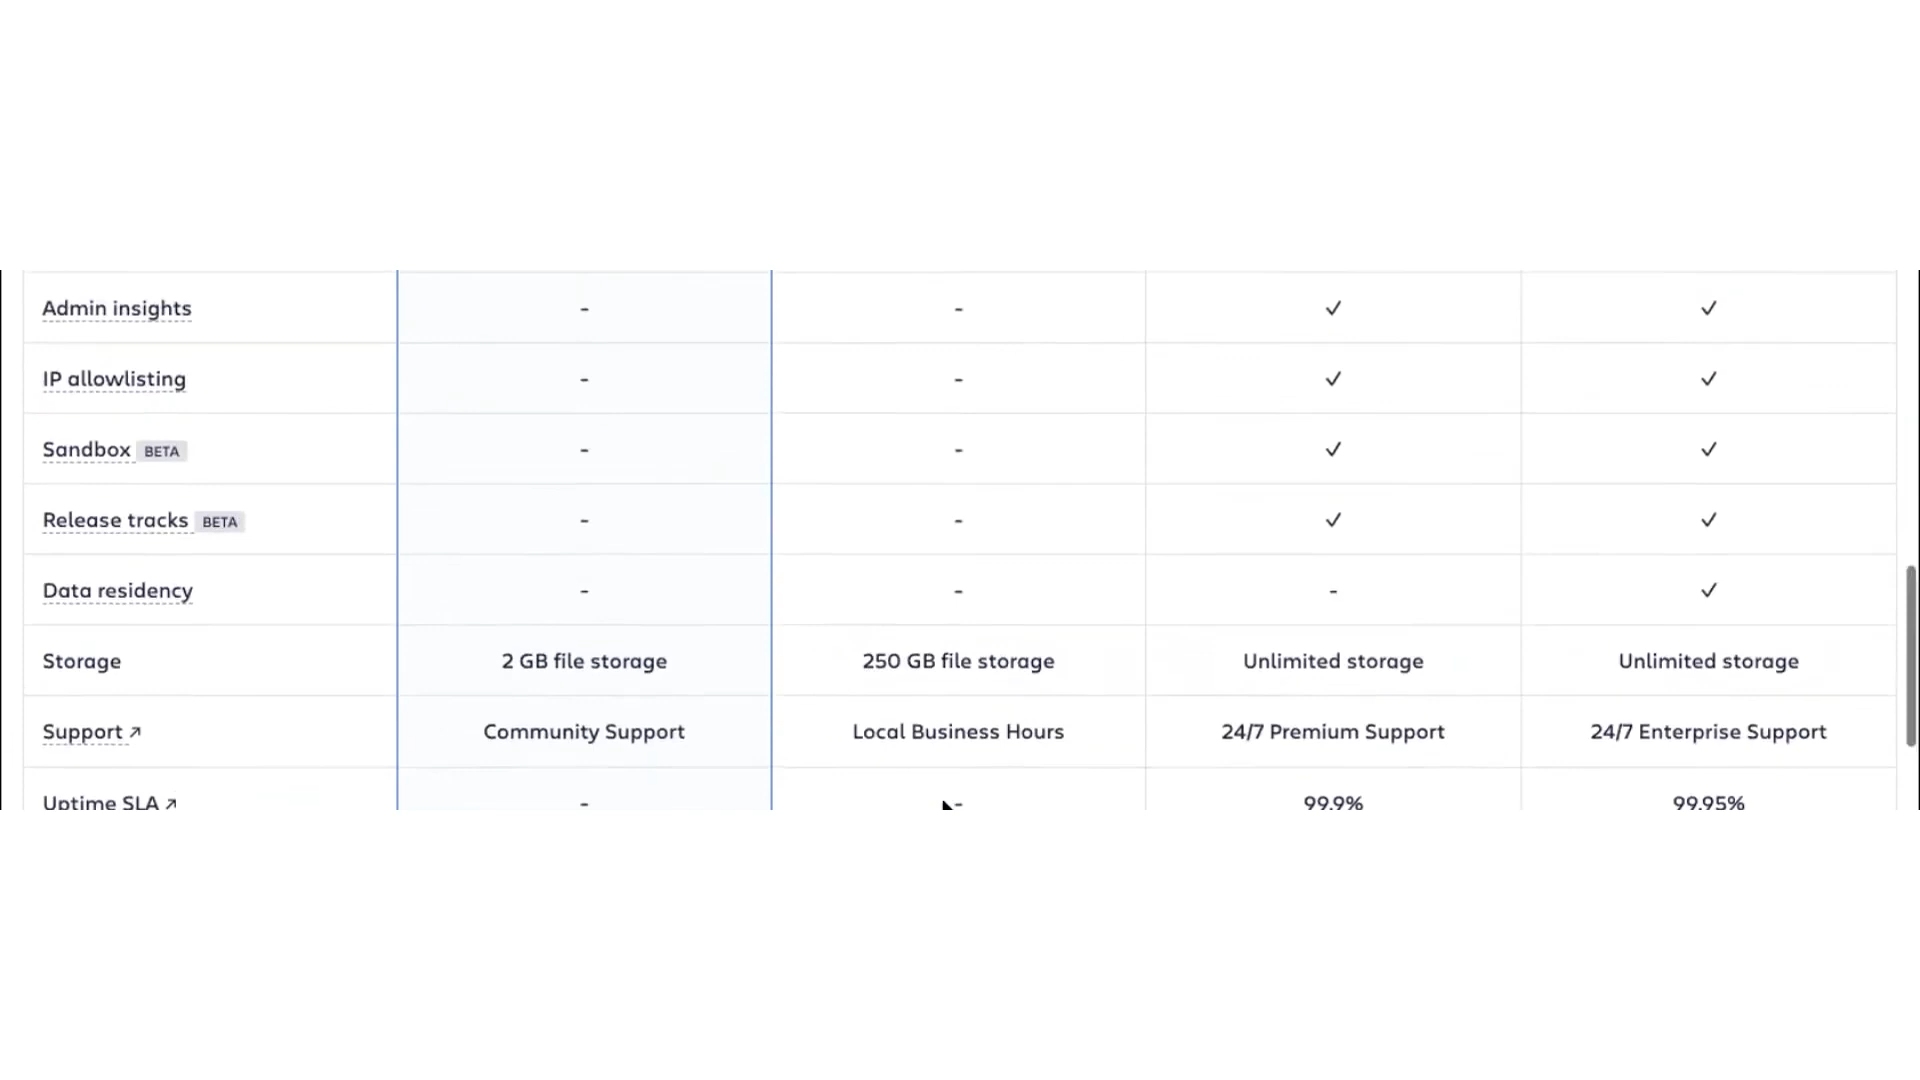 Admin insights - - ✓ ✓
IP allowlisting - - ✓ ✓
Sandbox BETA - - ✓ ✓
Release tracks BETA - - ✓ ✓
Data residency - - - ✓
Storage 2 GB file storage 250 GB file storage Unlimited storage Unlimited storage
Support ↗ Community Support Local Business Hours 24/7 Premium Support 24/7 Enterprise Support
Uptime SLA ↗ - - 99.9% 99.95%